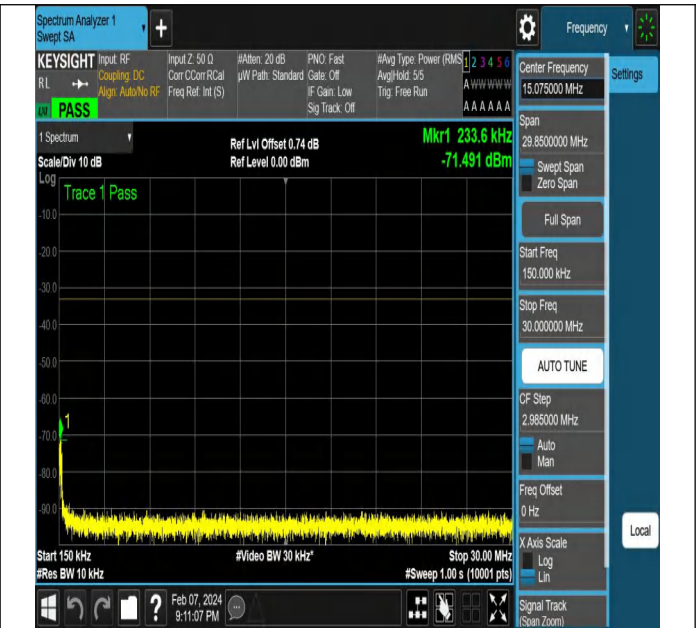 Spectrum Analyzer 1
Swept SA
+
Frequency
KEYSIGHT
RL
PASS
Input: RF
Coupling: DC
Align: Auto/No RF
Input Z: 50 Ω
Corr CCorr RCal
Freq Ref: Int (S)
#Atten: 20 dB
µW Path: Standard
PNO: Fast
Gate: Off
IF Gain: Low
Sig Track: Off
#Avg Type: Power (RMS
Avg|Hold: 5/5
Trig: Free Run
1 2 3 4 5 6
A W W W W W
A A A A A A
1 Spectrum
Scale/Div 10 dB
Ref Lvl Offset 0.74 dB
Ref Level 0.00 dBm
Mkr1 233.6 kHz
-71.491 dBm
Log
Trace 1 Pass
-10.0
-20.0
-30.0
-40.0
-50.0
-60.0
1
-70.0
-80.0
-90.0
Start 150 kHz
#Res BW 10 kHz
#Video BW 30 kHz*
Stop 30.00 MHz
#Sweep 1.00 s (10001 pts)
Feb 07, 2024
9:11:07 PM
Center Frequency
15.075000 MHz
Settings
Span
29.8500000 MHz
Swept Span
Zero Span
Full Span
Start Freq
150.000 kHz
Stop Freq
30.000000 MHz
AUTO TUNE
CF Step
2.985000 MHz
Auto
Man
Freq Offset
0 Hz
Local
X Axis Scale
Log
Lin
Signal Track
(Span Zoom)